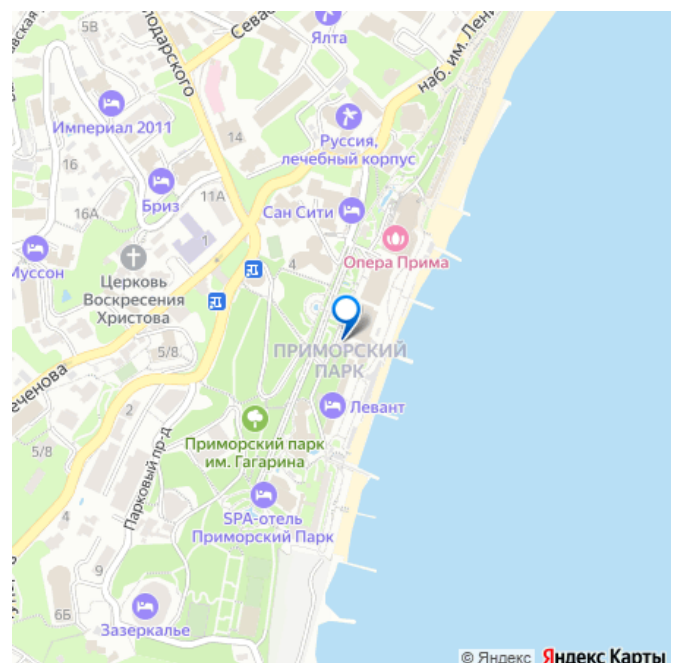 5В
одарского
Сева
Ялта
наб. им. Лени
14
Империал 2011
Руссия,
лечебный корпус
16
11А
Бриз
16А
Сан Сити
1
Опера Прима
Муссон
Церковь
Воскресения
Христова
4
5/8
ПРИМОРСКИЙ
ПАРК
еченова
2
Левант
5/8
Приморский парк
им. Гагарина
Парковый пр-д
SPA-отель
Приморский Парк
4
9
6Б
Зазеркалье
© Яндекс Яндекс Карты